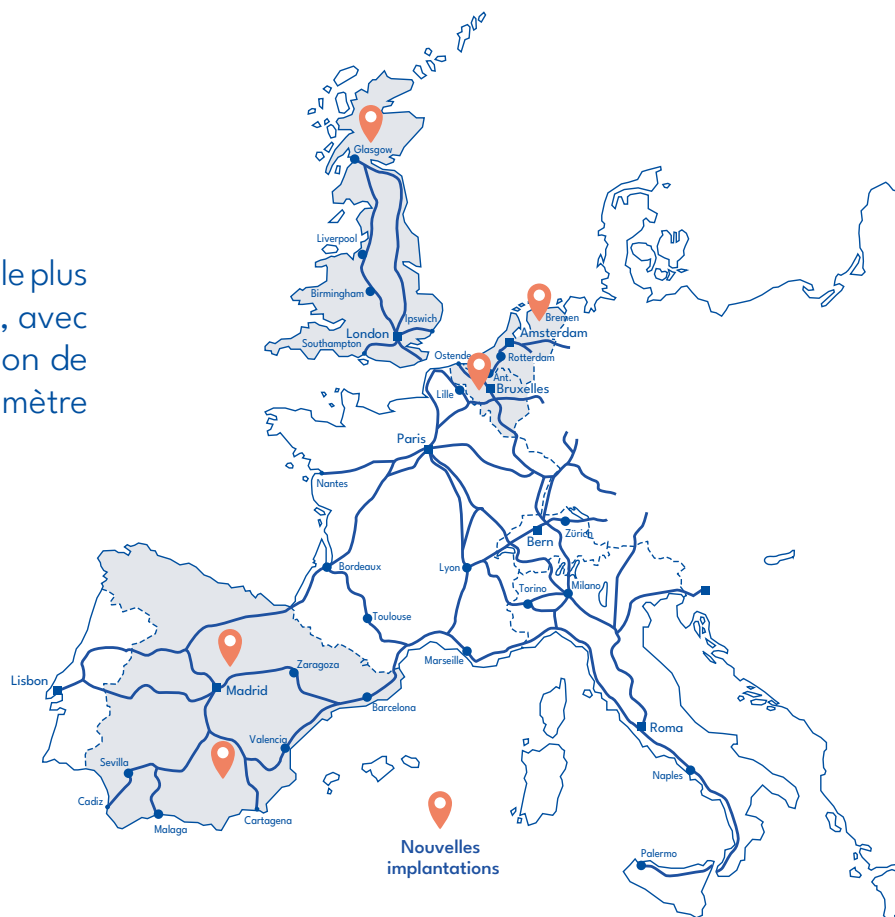 le plus
, avec
on de
mètre
Glasgow
Liverpool
Birmingham
Ipswich
London
Southampton
Bremen
Amsterdam
Ostende
Rotterdam
Ant.
Lille
Bruxelles
Paris
Nantes
Zürich
Bern
Bordeaux
Lyon
Torino
Milano
Toulouse
Marseille
Zaragoza
Lisbon
Madrid
Barcelona
Roma
Valencia
Sevilla
Naples
Cadiz
Cartagena
Malaga
Nouvelles
implantations
Palermo